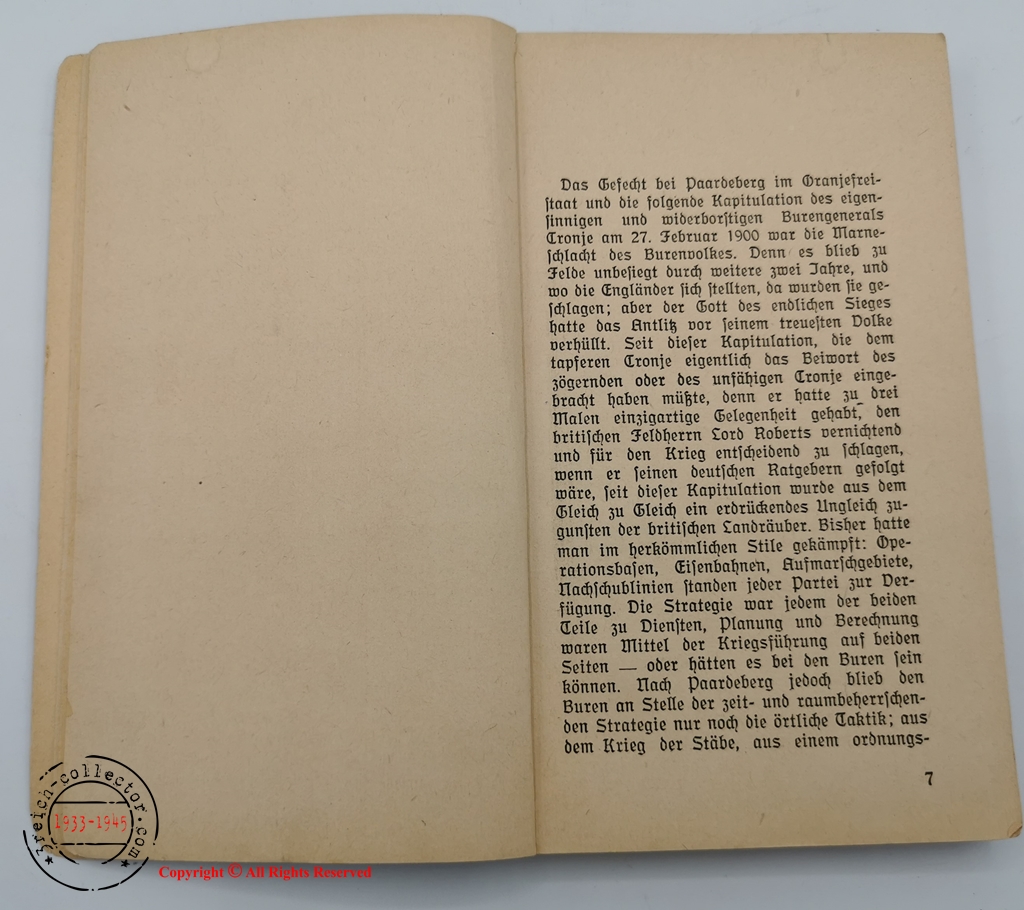 Das Gefecht bei Paardeberg im Oranjefrei-
staat und die folgende Kapitulation des eigen-
sinnigen und widerborstigen Burengenerals
Cronje am 27. Februar 1900 war die Marne-
schlacht des Burenvolkes. Denn es blieb zu
Felde unbesiegt durch weitere zwei Jahre, und
wo die Engländer sich stellten, da wurden sie ge-
schlagen; aber der Gott des endlichen Sieges
hatte das Antlitz vor seinem treuesten Volke
verhüllt. Seit dieser Kapitulation, die dem
tapferen Cronje eigentlich das Beiwort des
zögernden oder des unfähigen Cronje einge-
bracht haben müßte, denn er hatte zu drei
Malen einzigartige Gelegenheit gehabt, den
britischen Feldherrn Lord Roberts vernichtend
und für den Krieg entscheidend zu schlagen,
wenn er seinen deutschen Ratgebern gefolgt
wäre, seit dieser Kapitulation wurde aus dem
Gleich zu Gleich ein erdrückendes Ungleich zu-
gunsten der britischen Landräuber. Bisher hatte
man im herkömmlichen Stile gekämpft: Ope-
rationsbasen, Eisenbahnen, Aufmarschgebiete,
Nachschublinien standen jeder Partei zur Ver-
fügung. Die Strategie war jedem der beiden
Teile zu Diensten, Planung und Berechnung
waren Mittel der Kriegsführung auf beiden
Seiten — oder hätten es bei den Buren sein
können. Nach Paardeberg jedoch blieb den
Buren an Stelle der zeit- und raumbeherrschen-
den Strategie nur noch die örtliche Taktik; aus
dem Krieg der Stäbe, aus einem ordnungs-
7
3reich-collector.com
1933-1945
Copyright © All Rights Reserved